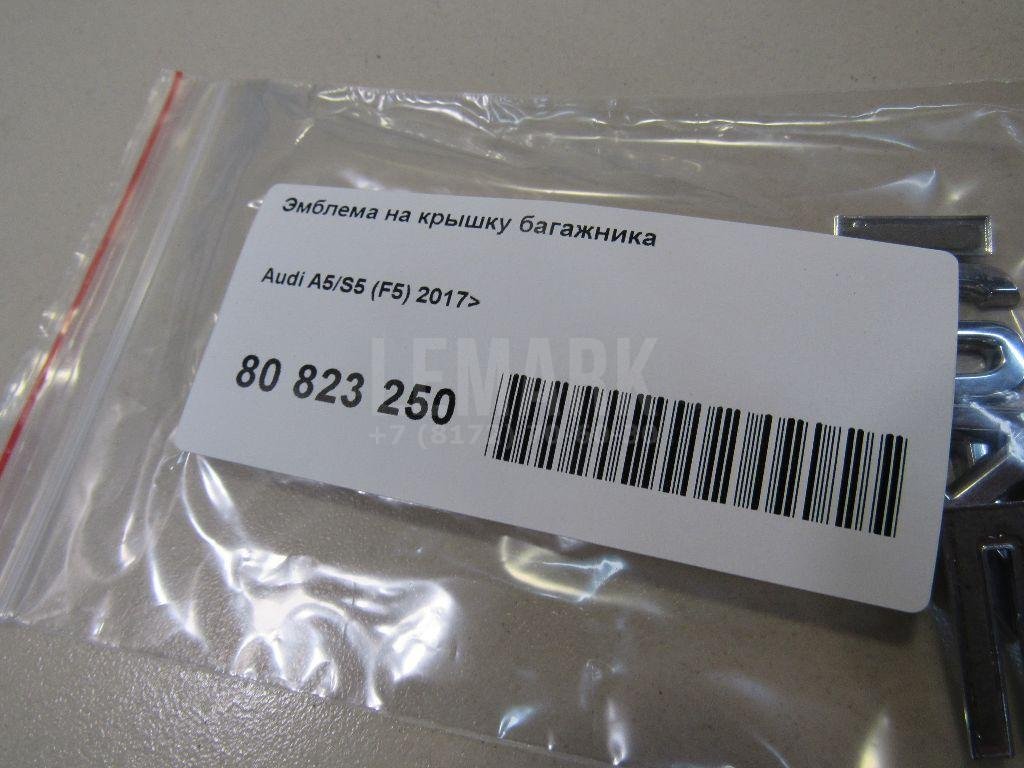 Эмблема на крышку багажника
Audi A5/S5 (F5) 2017>
80 823 250
LEMARK